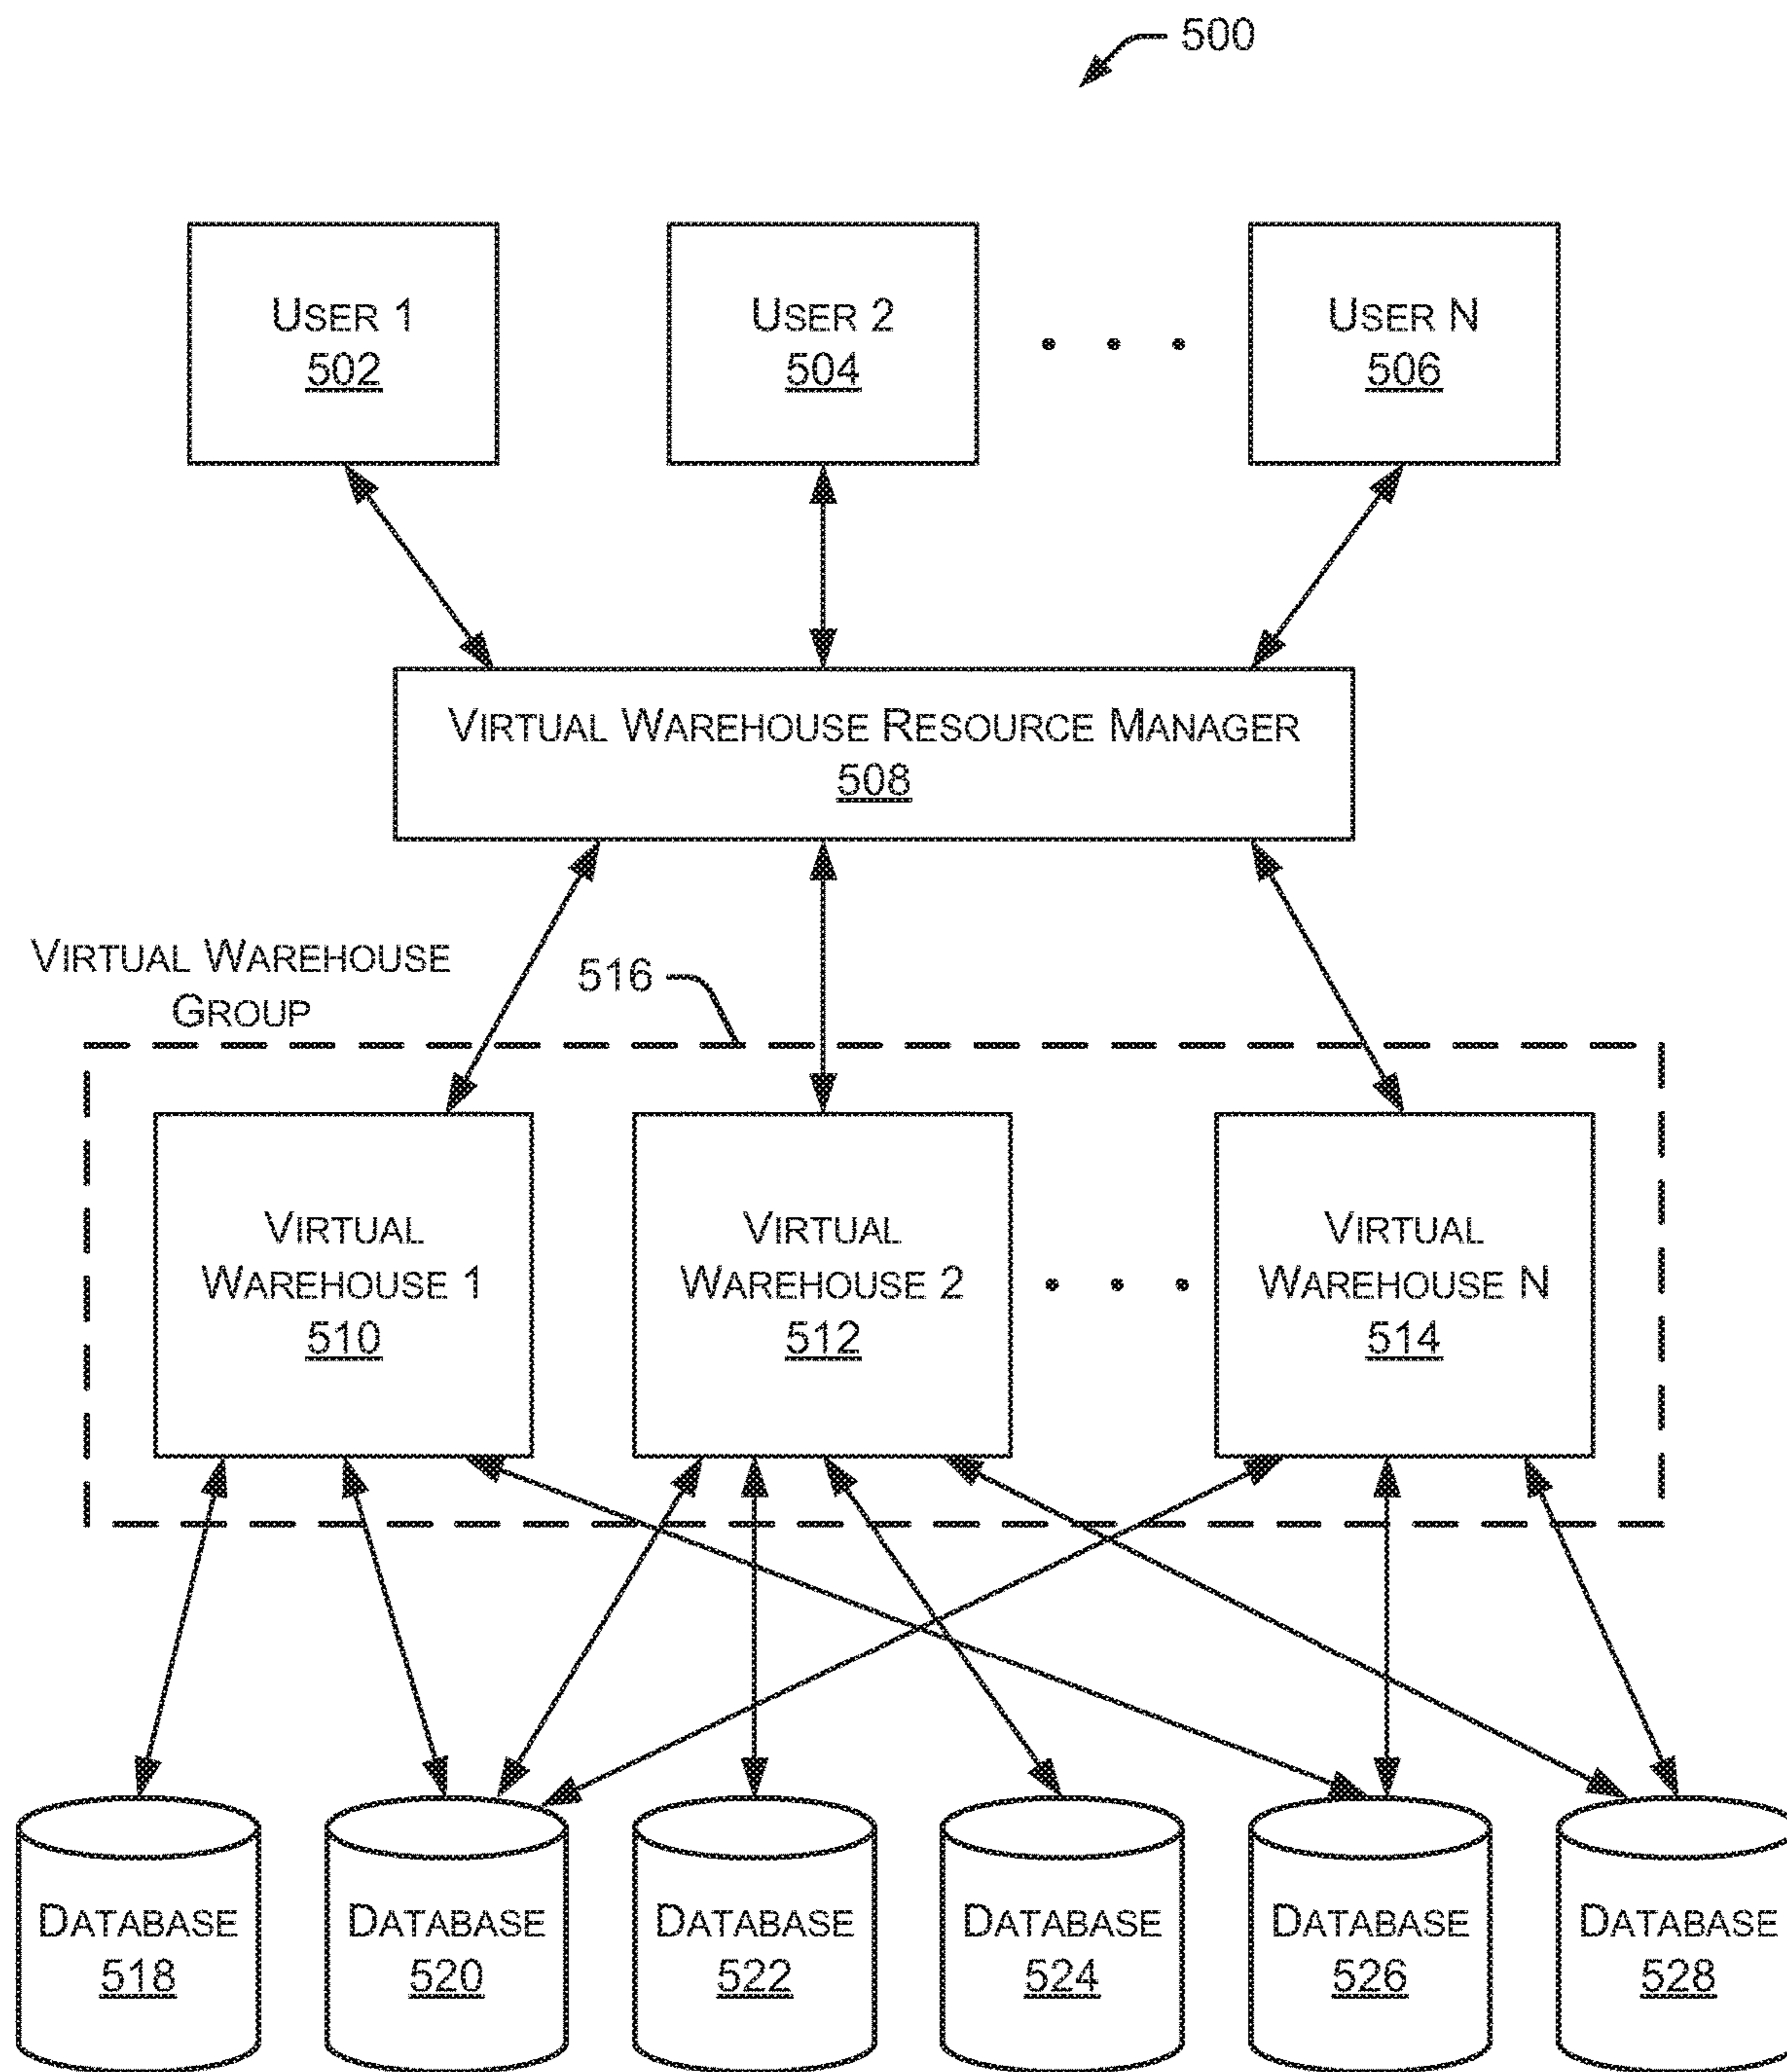 500
USER 1
502
USER 2
504
USER N
506
VIRTUAL WAREHOUSE RESOURCE MANAGER
508
VIRTUAL WAREHOUSE
GROUP
516
VIRTUAL
WAREHOUSE 1
510
VIRTUAL
WAREHOUSE 2
512
VIRTUAL
WAREHOUSE N
514
DATABASE
518
DATABASE
520
DATABASE
522
DATABASE
524
DATABASE
526
DATABASE
528